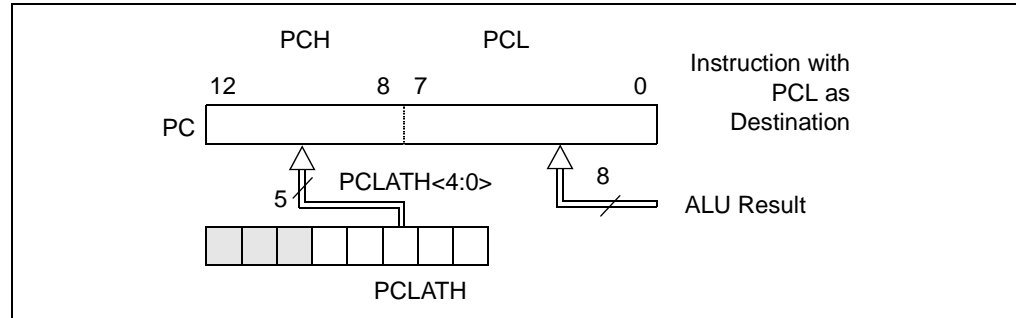 PCH PCL
12 8 7 0
Instruction with
PCL as
Destination
PC
5
PCLATH<4:0>
8
ALU Result
PCLATH